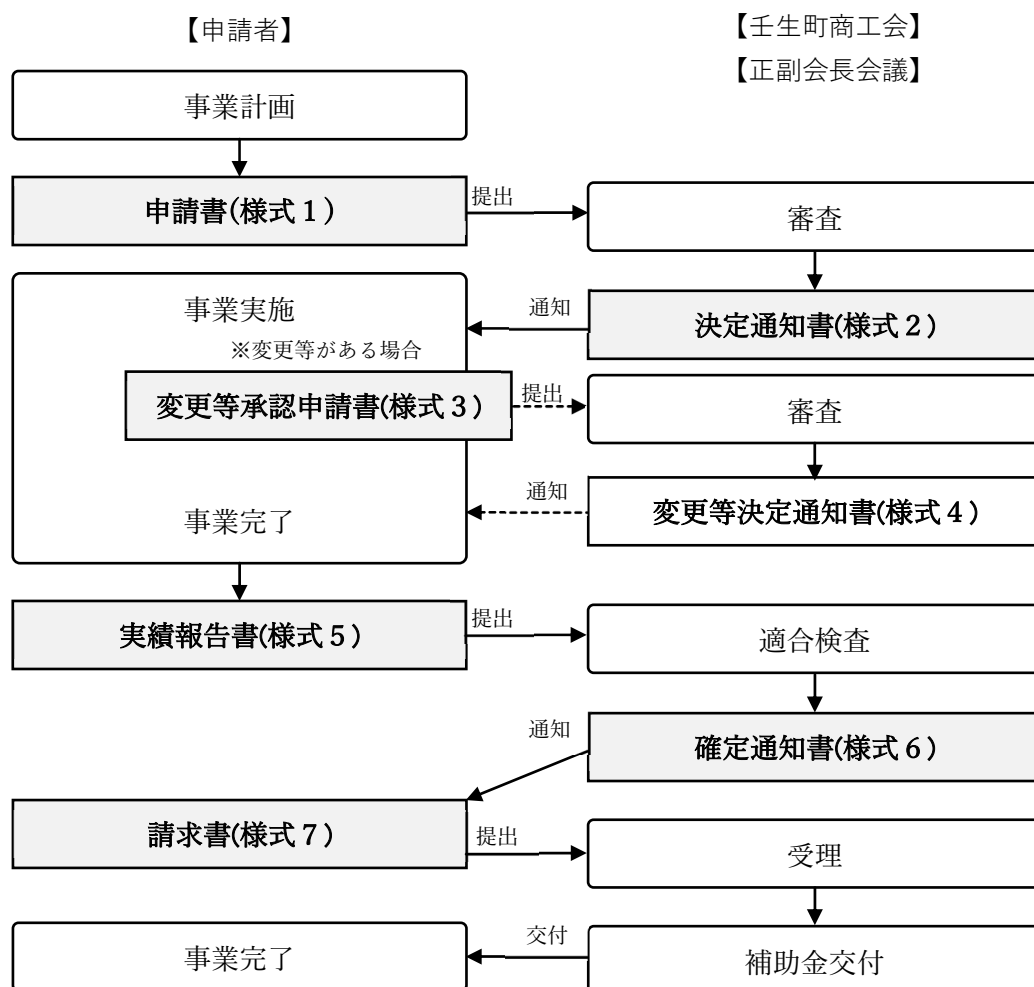 【申請者】
【壬生町商工会】
【正副会長会議】
事業計画
申請書(様式１)
提出
審査
事業実施
通知
決定通知書(様式２)
※変更等がある場合
変更等承認申請書(様式３)
提出
審査
通知
変更等決定通知書(様式４)
事業完了
実績報告書(様式５)
提出
適合検査
通知
確定通知書(様式６)
請求書(様式７)
提出
受理
事業完了
交付
補助金交付